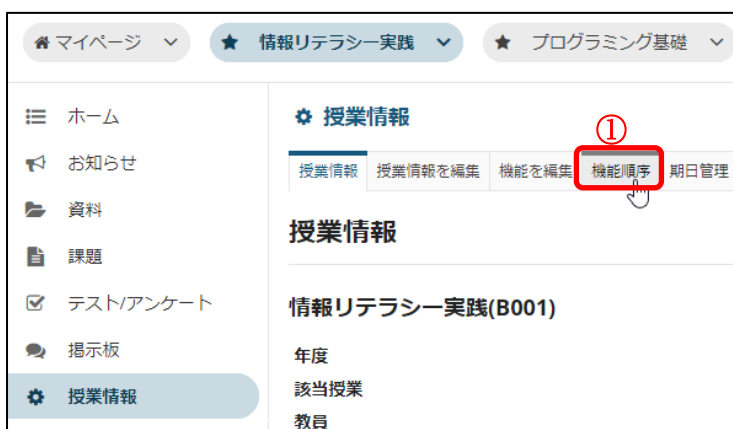 マイページ 情報リテラシー実践 プログラミング基礎
ホーム
お知らせ
資料
課題
テスト/アンケート
掲示板
授業情報
授業情報
①
授業情報 授業情報を編集 機能を編集 機能順序 期日管理
授業情報
情報リテラシー実践(B001)
年度
該当授業
教員